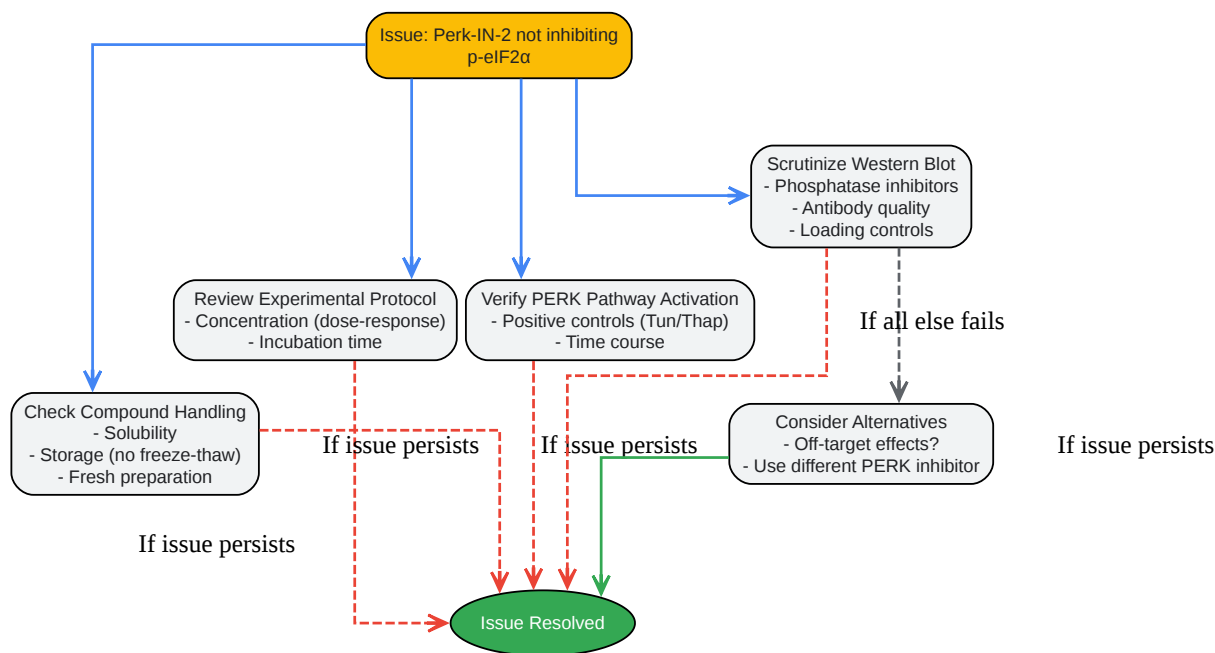 Issue: Perk-IN-2 not inhibiting
p-eIF2α
Scrutinize Western Blot
- Phosphatase inhibitors
- Antibody quality
- Loading controls
Review Experimental Protocol
- Concentration (dose-response)
- Incubation time
Verify PERK Pathway Activation
- Positive controls (Tun/Thap)
- Time course
If all else fails
Check Compound Handling
- Solubility
- Storage (no freeze-thaw)
- Fresh preparation
If issue persists
If issue persists
Consider Alternatives
- Off-target effects?
- Use different PERK inhibitor
If issue persists
If issue persists
Issue Resolved